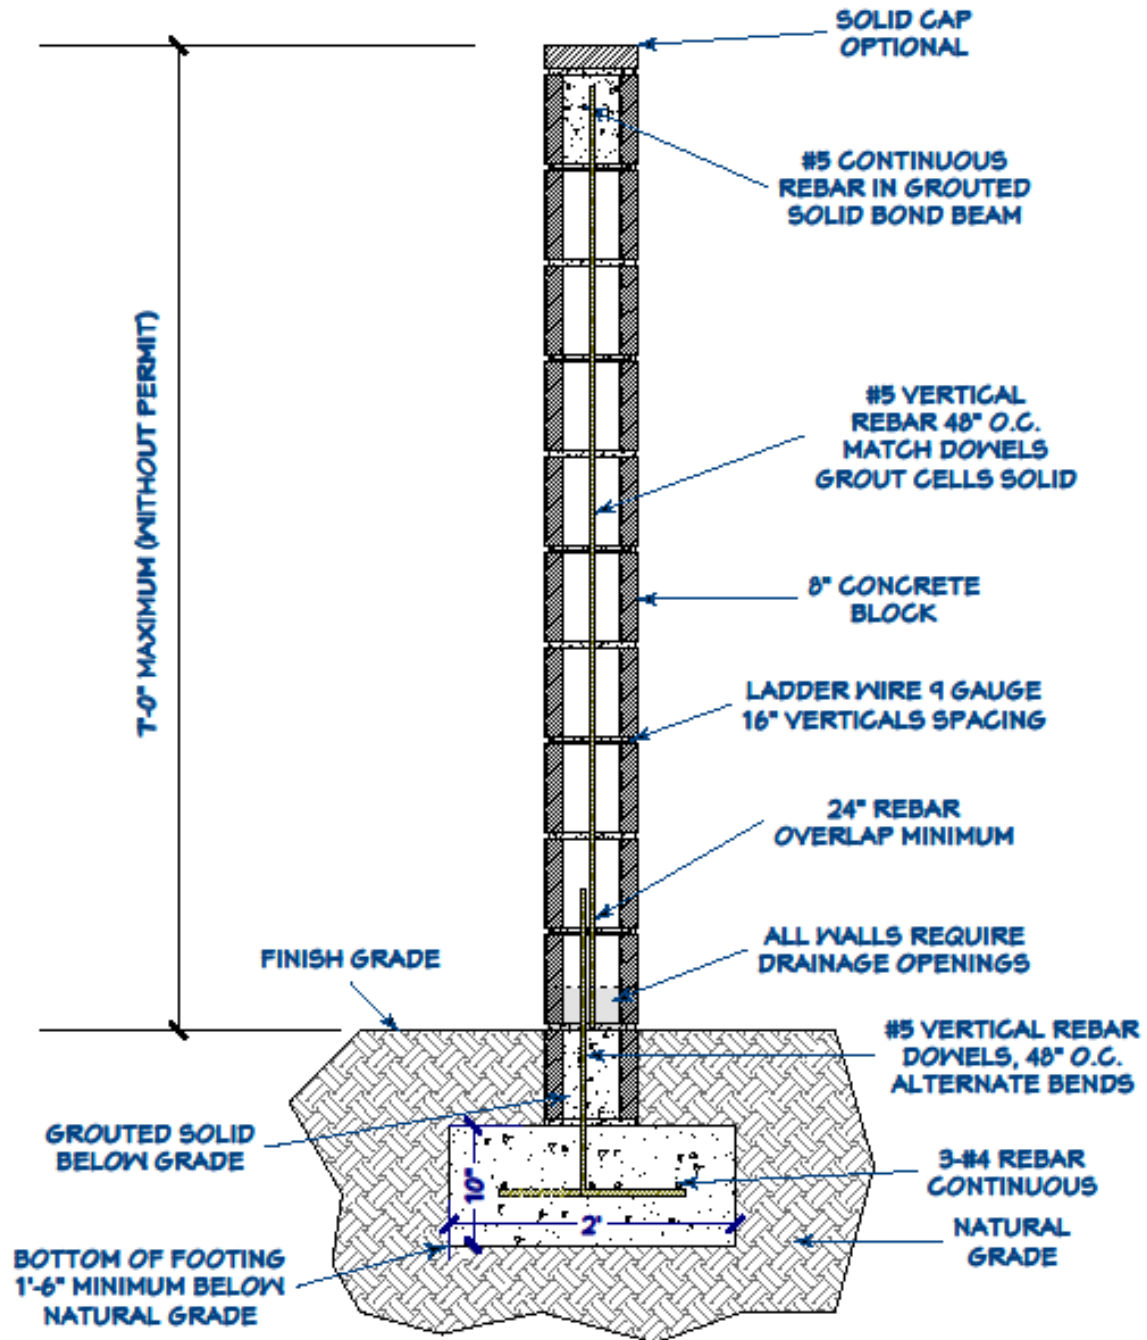 SOLID CAP
OPTIONAL
#5 CONTINUOUS
REBAR IN GROUTED
SOLID BOND BEAM
7'-0" MAXIMUM (WITHOUT PERMIT)
#5 VERTICAL
REBAR 48" O.C.
MATCH DOWELS
GROUT CELLS SOLID
8" CONCRETE
BLOCK
LADDER WIRE 9 GAUGE
16" VERTICALS SPACING
24" REBAR
OVERLAP MINIMUM
ALL WALLS REQUIRE
DRAINAGE OPENINGS
FINISH GRADE
#5 VERTICAL REBAR
DOWELS, 48" O.C.
ALTERNATE BENDS
GROUTED SOLID
BELOW GRADE
10"
2'
3-#4 REBAR
CONTINUOUS
NATURAL
GRADE
BOTTOM OF FOOTING
1'-6" MINIMUM BELOW
NATURAL GRADE